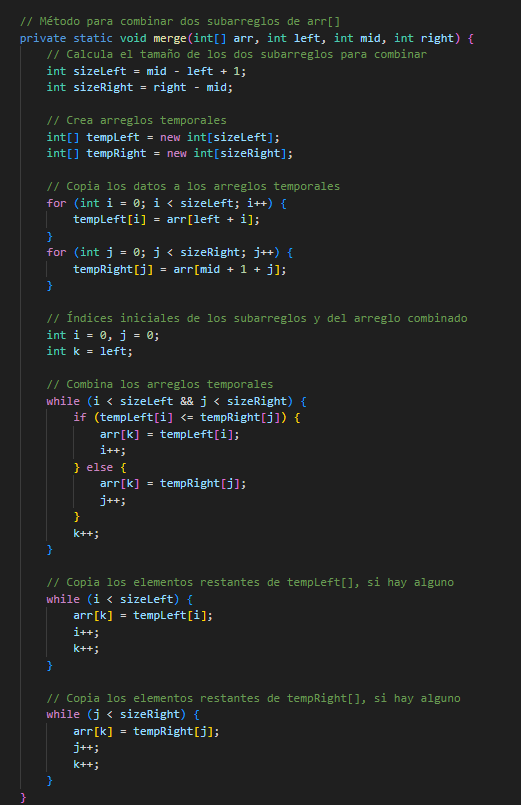 // Método para combinar dos subarreglos de arr[]
private static void merge(int[] arr, int left, int mid, int right) {
    // Calcula el tamaño de los dos subarreglos para combinar
    int sizeLeft = mid - left + 1;
    int sizeRight = right - mid;

    // Crea arreglos temporales
    int[] tempLeft = new int[sizeLeft];
    int[] tempRight = new int[sizeRight];

    // Copia los datos a los arreglos temporales
    for (int i = 0; i < sizeLeft; i++) {
        tempLeft[i] = arr[left + i];
    }
    for (int j = 0; j < sizeRight; j++) {
        tempRight[j] = arr[mid + 1 + j];
    }

    // Índices iniciales de los subarreglos y del arreglo combinado
    int i = 0, j = 0;
    int k = left;

    // Combina los arreglos temporales
    while (i < sizeLeft && j < sizeRight) {
        if (tempLeft[i] <= tempRight[j]) {
            arr[k] = tempLeft[i];
            i++;
        } else {
            arr[k] = tempRight[j];
            j++;
        }
        k++;
    }

    // Copia los elementos restantes de tempLeft[], si hay alguno
    while (i < sizeLeft) {
        arr[k] = tempLeft[i];
        i++;
        k++;
    }

    // Copia los elementos restantes de tempRight[], si hay alguno
    while (j < sizeRight) {
        arr[k] = tempRight[j];
        j++;
        k++;
    }
}